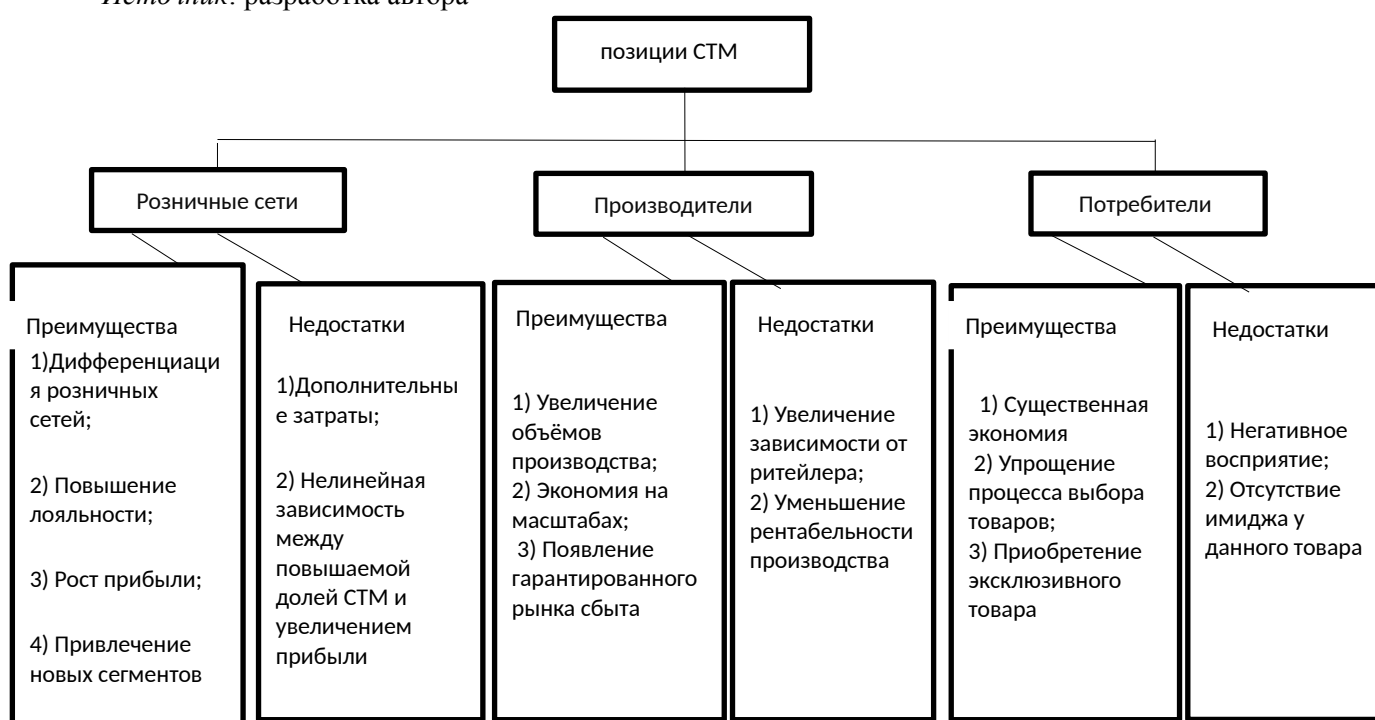 Источник: разработка автора
позиции СТМ
Розничные сети
Производители
Потребители
Преимущества
1)Дифференциаци
я розничных
сетей;
2) Повышение
лояльности;
3) Рост прибыли;
4) Привлечение
новых сегментов
Недостатки
1)Дополнительны
е затраты;
2) Нелинейная
зависимость
между
повышаемой
долей СТМ и
увеличением
прибыли
Преимущества
1) Увеличение
объёмов
производства;
2) Экономия на
масштабах;
3) Появление
гарантированного
рынка сбыта
Недостатки
1) Увеличение
зависимости от
ритейлера;
2) Уменьшение
рентабельности
производства
Преимущества
1) Существенная
экономия
2) Упрощение
процесса выбора
товаров;
3) Приобретение
эксклюзивного
товара
Недостатки
1) Негативное
восприятие;
2) Отсутствие
имиджа у
данного товара